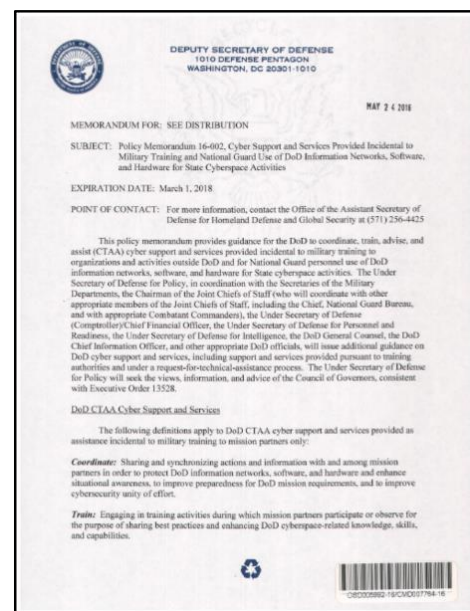 DEPUTY SECRETARY OF DEFENSE
1010 DEFENSE PENTAGON
WASHINGTON, DC 20301-1010
MAY 24 2016
MEMORANDUM FOR: SEE DISTRIBUTION
SUBJECT: Policy Memorandum 16-002, Cyber Support and Services Provided Incidental to
Military Training and National Guard Use of DoD Information Networks, Software,
and Hardware for State Cyberspace Activities
EXPIRATION DATE: March 1, 2018
POINT OF CONTACT: For more information, contact the Office of the Assistant Secretary of
Defense for Homeland Defense and Global Security at (571) 256-4425
This policy memorandum provides guidance for the DoD to coordinate, train, advise, and
assist (CTAA) cyber support and services provided incidental to military training to
organizations and activities outside DoD and for National Guard personnel use of DoD
information networks, software, and hardware for State cyberspace activities. The Under
Secretary of Defense for Policy, in coordination with the Secretaries of the Military
Departments, the Chairman of the Joint Chiefs of Staff (who will coordinate with other
appropriate members of the Joint Chiefs of Staff, including the Chief, National Guard Bureau,
and with appropriate Combatant Commanders), the Under Secretary of Defense
(Comptroller)/Chief Financial Officer, the Under Secretary of Defense for Personnel and
Readiness, the Under Secretary of Defense for Intelligence, the DoD General Counsel, the DoD
Chief Information Officer, and other appropriate DoD officials, will issue additional guidance on
DoD cyber support and services, including support and services provided pursuant to training
authorities and under a request-for-technical-assistance process. The Under Secretary of Defense
for Policy will seek the views, information, and advice of the Council of Governors, consistent
with Executive Order 13528.
DoD CTAA Cyber Support and Services
The following definitions apply to DoD CTAA cyber support and services provided as
assistance incidental to military training to mission partners only:
Coordinate: Sharing and synchronizing actions and information with and among mission
partners in order to protect DoD information networks, software, and hardware and enhance
situational awareness, to improve preparedness for DoD mission requirements, and to improve
cybersecurity unity of effort.
Train: Engaging in training activities during which mission partners participate or observe for
the purpose of sharing best practices and enhancing DoD cyberspace-related knowledge, skills,
and capabilities.